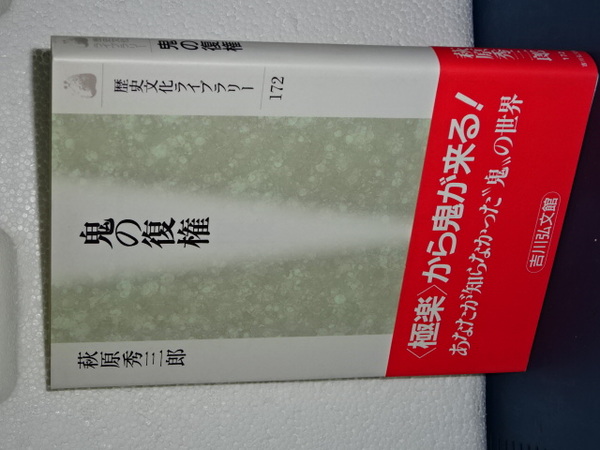 歴史文化ライブラリー
172
鬼の復権
萩原秀三郎
〈極楽〉から鬼が来る!
あなたが知らなかった〝鬼〟の世界
吉川弘文館
鬼の復権
萩原秀三郎